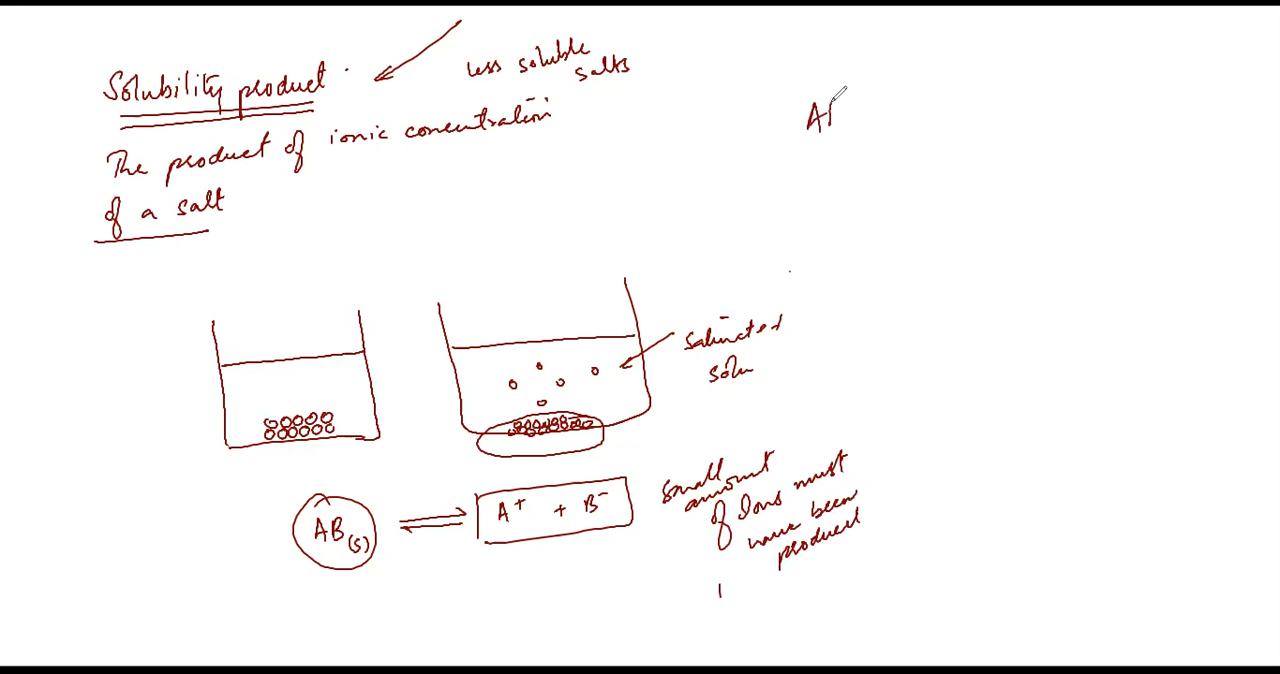 Solubility product.
less soluble
salts
The product of ionic concentration
of a salt
A
saturated
soln
AB(s) ⇌ A+ + B-
small
amount
of Ions must
have been
produced